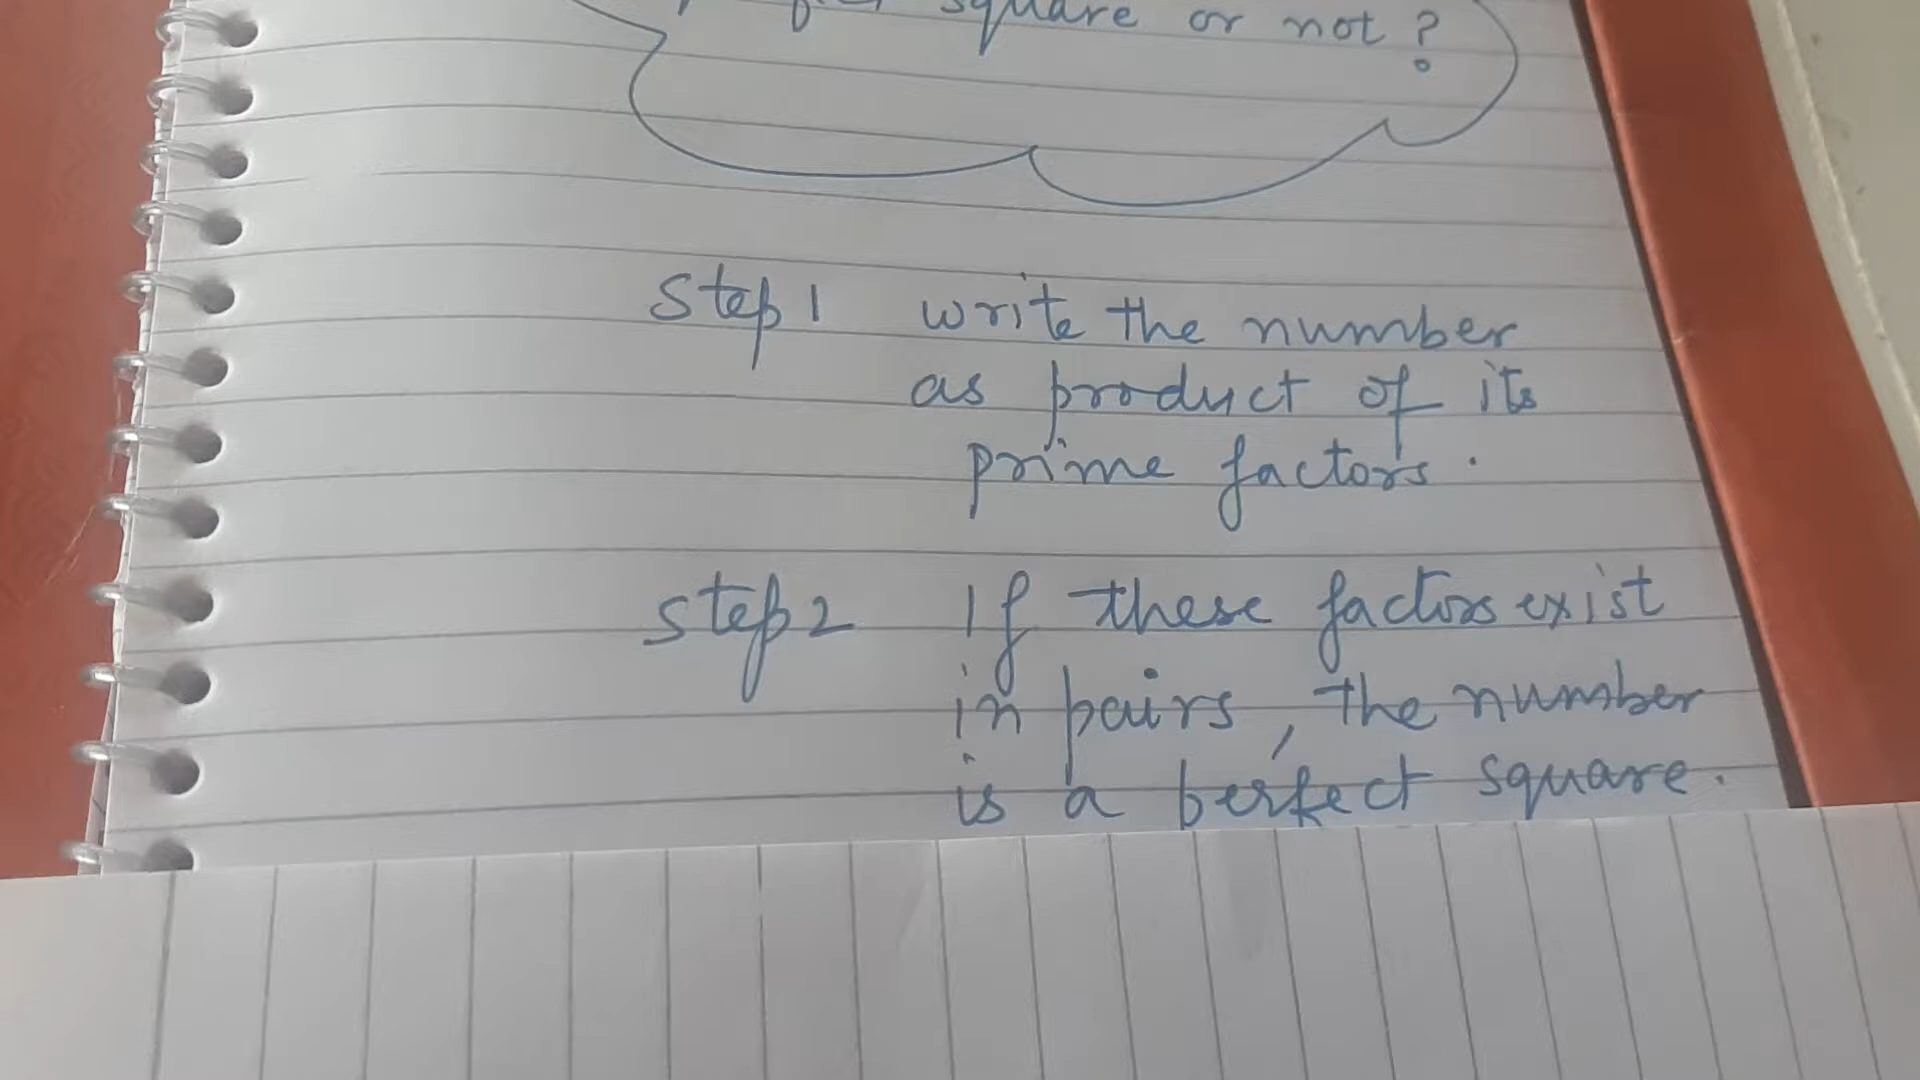 square or not?
Step 1 write the number
as product of its
prime factors.
Step 2 If these factors exist
in pairs, the number
is a perfect square.